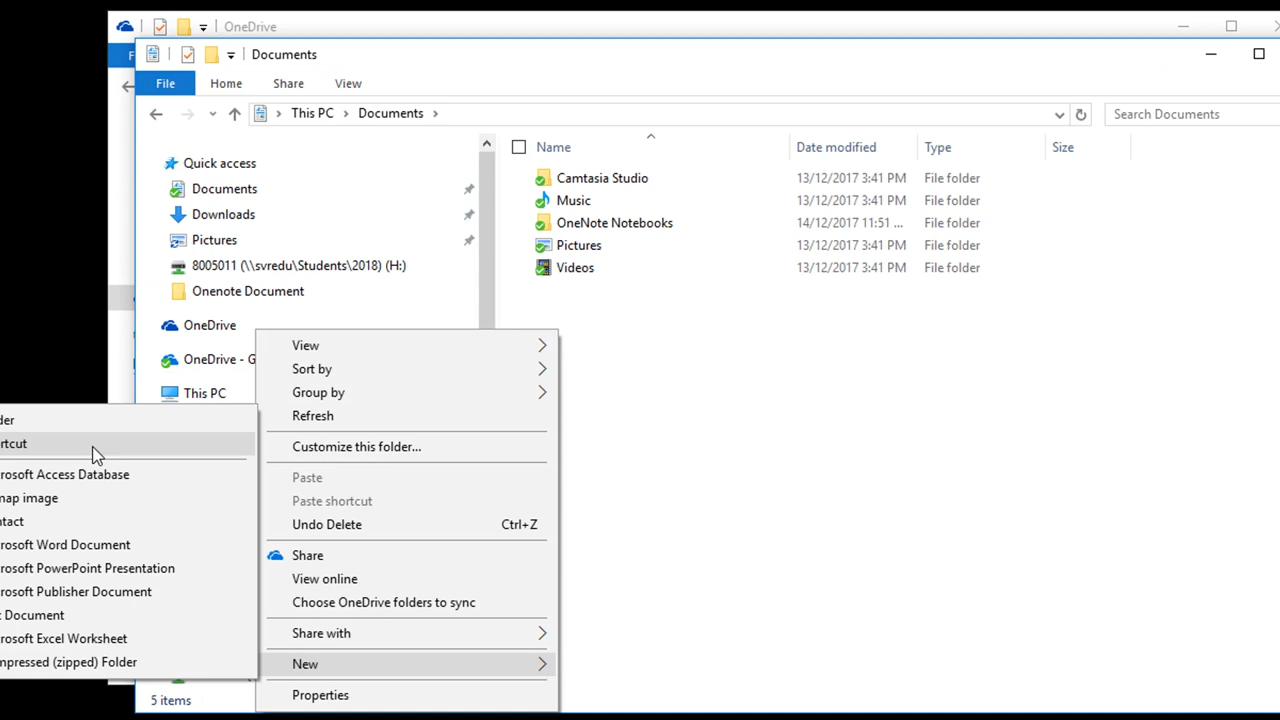 OneDrive
F
Documents
File Home Share View
This PC Documents
Search Documents
Name Date modified Type Size
Camtasia Studio 13/12/2017 3:41 PM File folder
Music 13/12/2017 3:41 PM File folder
OneNote Notebooks 14/12/2017 11:51 ... File folder
Pictures 13/12/2017 3:41 PM File folder
Videos 13/12/2017 3:41 PM File folder
Quick access
Documents
Downloads
Pictures
8005011 (\\svredu\Students\2018) (H:)
Onenote Document
OneDrive
OneDrive - G
This PC
View
Sort by
Group by
Refresh
Customize this folder...
Paste
Paste shortcut
Undo Delete Ctrl+Z
Share
View online
Choose OneDrive folders to sync
Share with
New
Properties
der
rtcut
rosoft Access Database
map image
ntact
rosoft Word Document
rosoft PowerPoint Presentation
rosoft Publisher Document
t Document
rosoft Excel Worksheet
mpressed (zipped) Folder
5 items